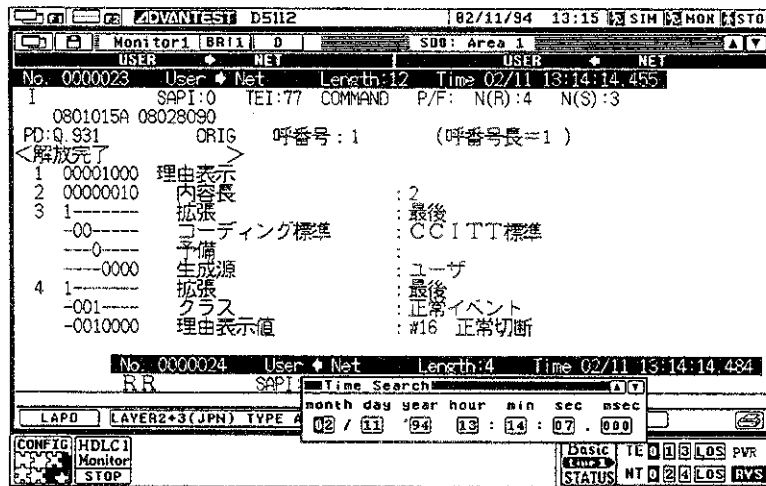 ADVANTEST D5112 02/11/94 13:15 SIM MON STO
Monitor1 BRI1 D SD0: Area 1
USER NET USER NET
No. 0000023 User Net Length:12 Time 02/11 13:14:14.455
I SAPI:0 TEI:77 COMMAND P/F: N(R):4 N(S):3
0801015A 08028090
PD:Q.931 ORIG 呼番号:1 (呼番号長=1 )
<解放完了 >
1 00001000 理由表示
2 00000010 内容長 :2
3 1------- 拡張 :最後
-00----- コーディング標準 :CCITT標準
---0---- 予備 :
----0000 生成源 :ユーザ
4 1------- 拡張 :最後
-001---- クラス :正常イベント
-0010000 理由表示値 :#16 正常切断
No. 0000024 User Net Length:4 Time 02/11 13:14:14.484
RR SAPI:
Time Search
month day year hour min sec msec
02 / 11 '94 13 : 14 : 07 . 000
LAPD LAYER2+3(JPN) TYPE A
CONFIG HDLC1 Monitor STOP
Basic STATUS
TE 0 1 3 LOS PWR
NT 0 2 4 LOS RVS